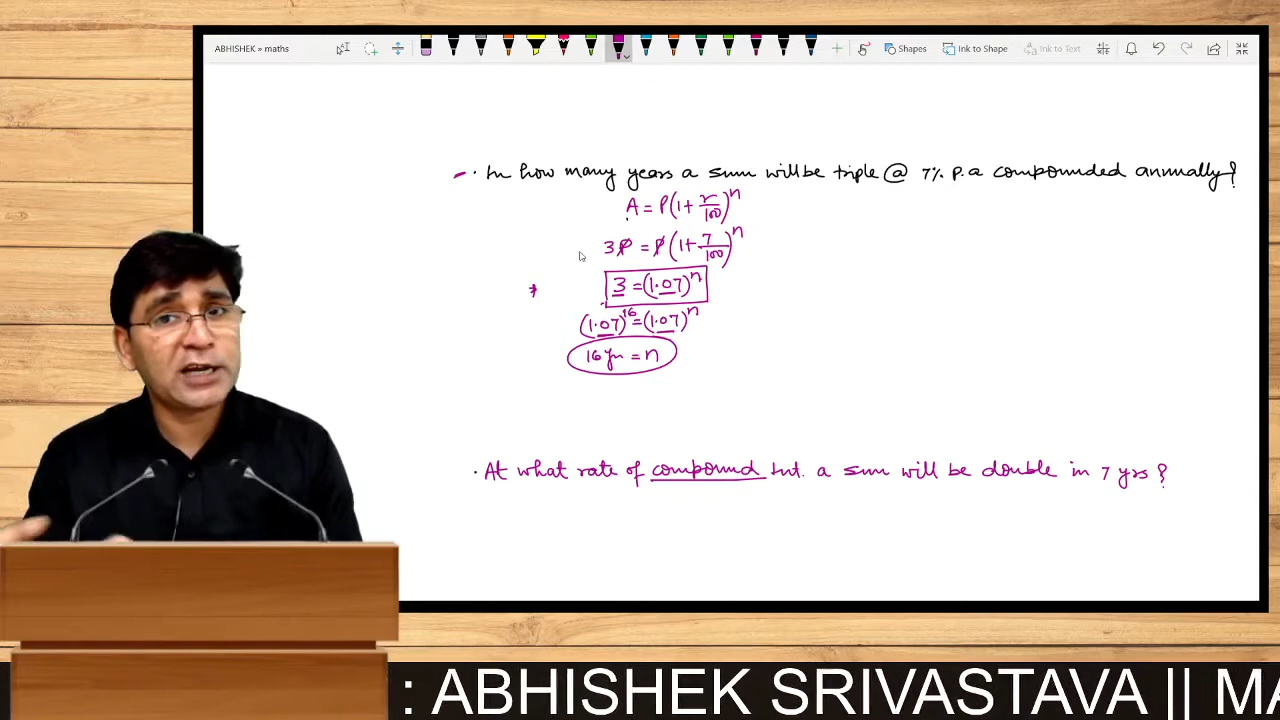 ABHISHEK » maths
Shapes
Ink to Shape
Ink to Text
- · In how many years a sum will be triple @ 7% p.a compounded annually?
A = P(1+r/100)^n
3P = P(1+7/100)^n
3 = (1.07)^n
(1.07)^16 = (1.07)^n
16 yr = n
· At what rate of compound Int. a sum will be double in 7 yrs ?
: ABHISHEK SRIVASTAVA || MA